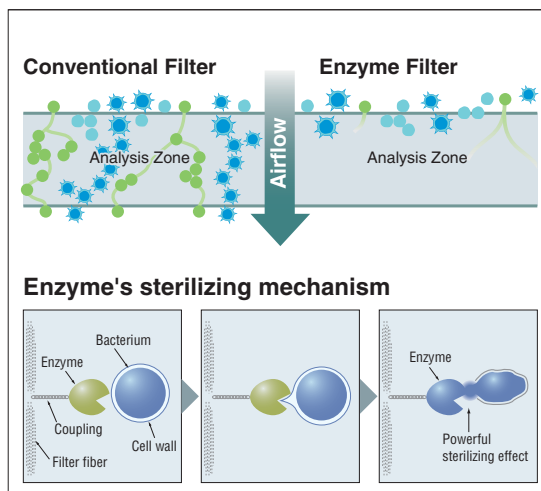 Conventional Filter
Enzyme Filter
Analysis Zone
Airflow
Analysis Zone
Enzyme's sterilizing mechanism
Bacterium
Enzyme
Coupling
Cell wall
Filter fiber
Enzyme
Powerful
sterilizing effect